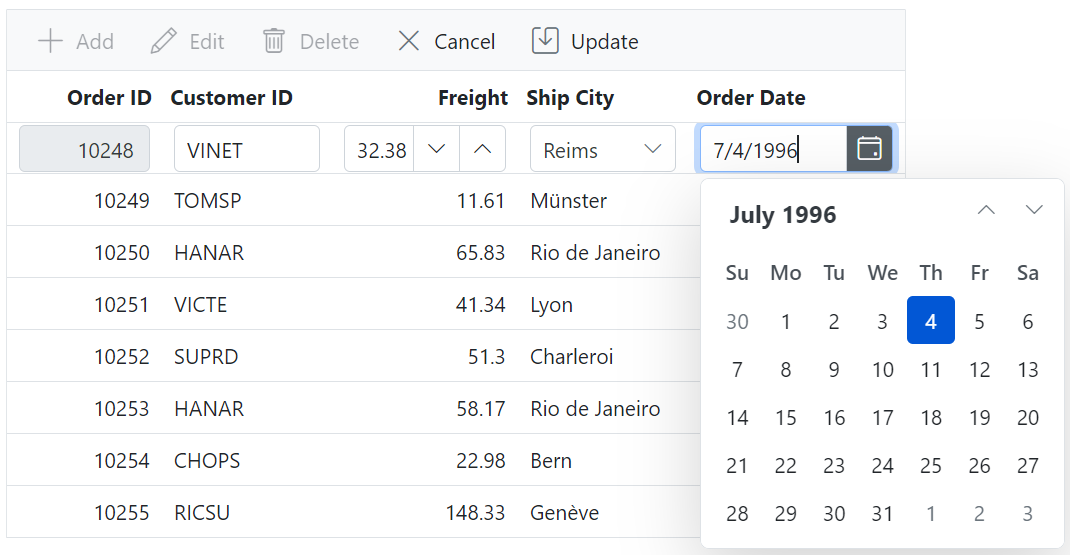 Add Edit Delete Cancel Update
Order ID Customer ID Freight Ship City Order Date
10248 VINET 32.38 Reims 7/4/1996
10249 TOMSP 11.61 Münster
10250 HANAR 65.83 Rio de Janeiro
10251 VICTE 41.34 Lyon
10252 SUPRD 51.3 Charleroi
10253 HANAR 58.17 Rio de Janeiro
10254 CHOPS 22.98 Bern
10255 RICSU 148.33 Genève
July 1996
Su Mo Tu We Th Fr Sa
30 1 2 3 4 5 6
7 8 9 10 11 12 13
14 15 16 17 18 19 20
21 22 23 24 25 26 27
28 29 30 31 1 2 3